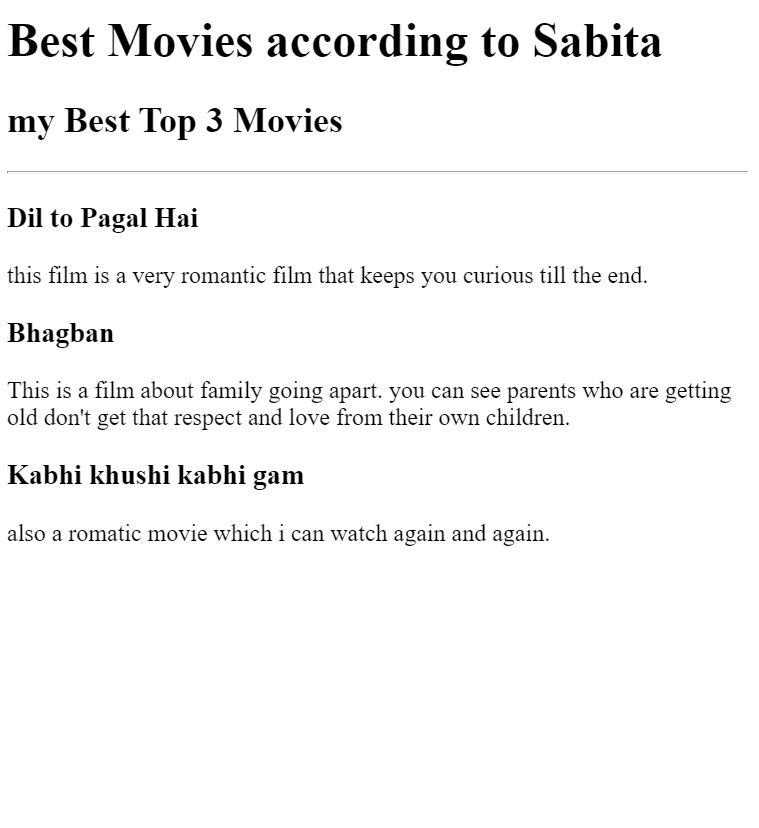 Best Movies according to Sabita
my Best Top 3 Movies
Dil to Pagal Hai
this film is a very romantic film that keeps you curious till the end.
Bhagban
This is a film about family going apart. you can see parents who are getting
old don't get that respect and love from their own children.
Kabhi khushi kabhi gam
also a romatic movie which i can watch again and again.